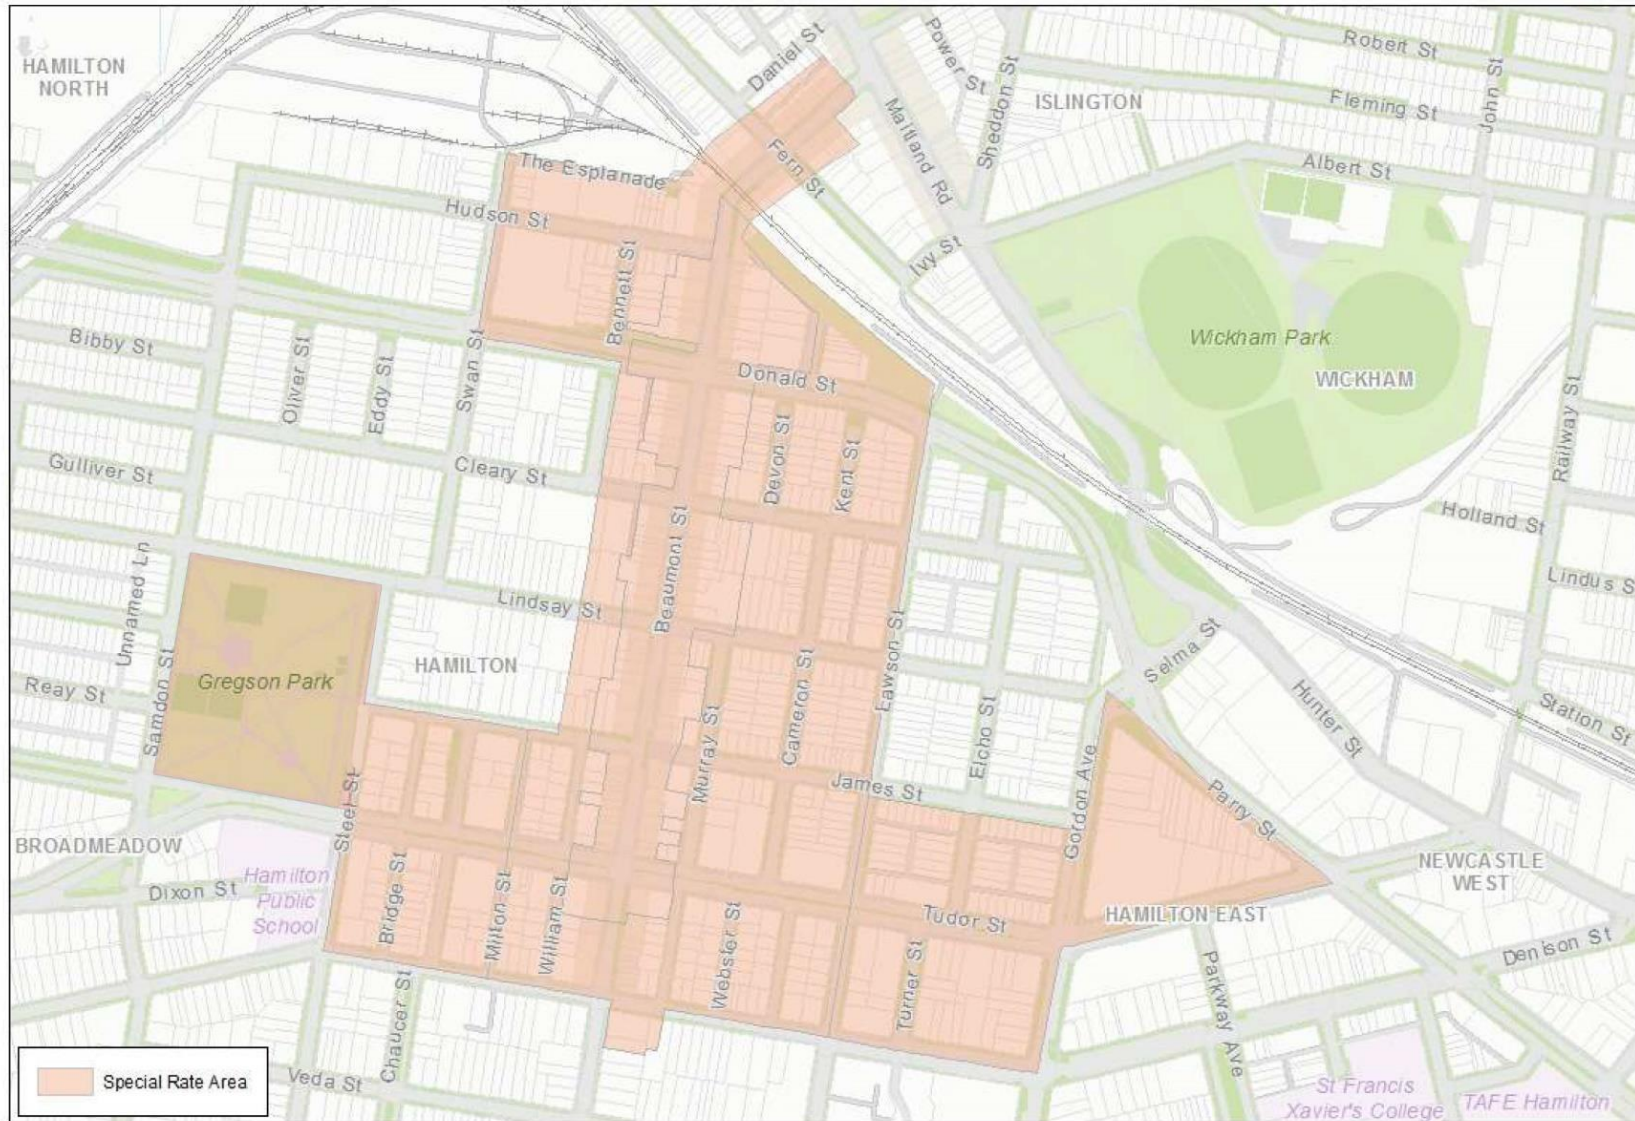 HAMILTON
NORTH
Daniel St
Power St
Sheddon St
ISLINGTON
Robert St
John St
Fleming St
Albert St
Maitland Rd
Fern St
The Esplanade
Hudson St
Bennett St
Ivy St
Bibby St
Oliver St
Eddy St
Swan St
Donald St
Wickham Park
WICKHAM
Railway St
Gulliver St
Cleary St
Devon St
Kent St
Holland St
Beaumont St
Unnamed Ln
Lindsay St
Lindus S
Samdon St
Reay St
Gregson Park
HAMILTON
Cameron St
Lawson St
Selma St
Elcho St
Hunter St
Station St
Murray St
James St
Gordon Ave
Parry St
Steel St
BROADMEADOW
Dixon St
Hamilton
Public
School
Bridge St
Milton St
William St
Webster St
Tudor St
Turner St
HAMILTON EAST
NEWCASTLE
WEST
Denison St
Parkway Ave
Chaucer St
Veda St
Special Rate Area
St Francis
Xavier's College
TAFE Hamilton